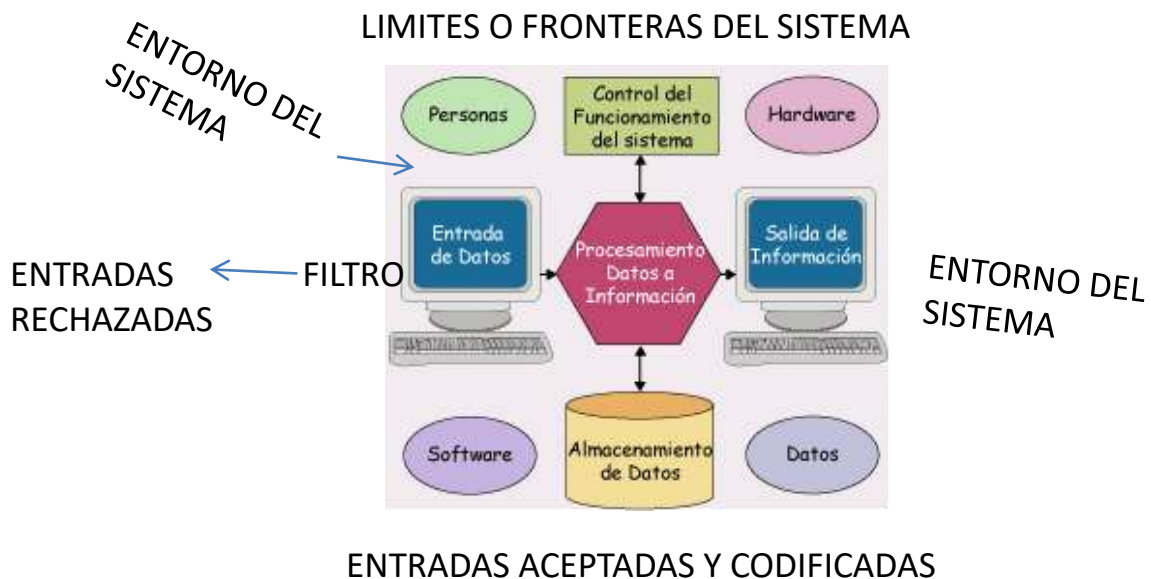 LIMITES O FRONTERAS DEL SISTEMA
ENTORNO DEL
SISTEMA
Personas
Control del
Funcionamiento
del sistema
Hardware
Entrada
de Datos
Procesamiento
Datos a
Información
Salida de
Información
ENTRADAS
RECHAZADAS
FILTRO
ENTORNO DEL
SISTEMA
Software
Almacenamiento
de Datos
Datos
ENTRADAS ACEPTADAS Y CODIFICADAS